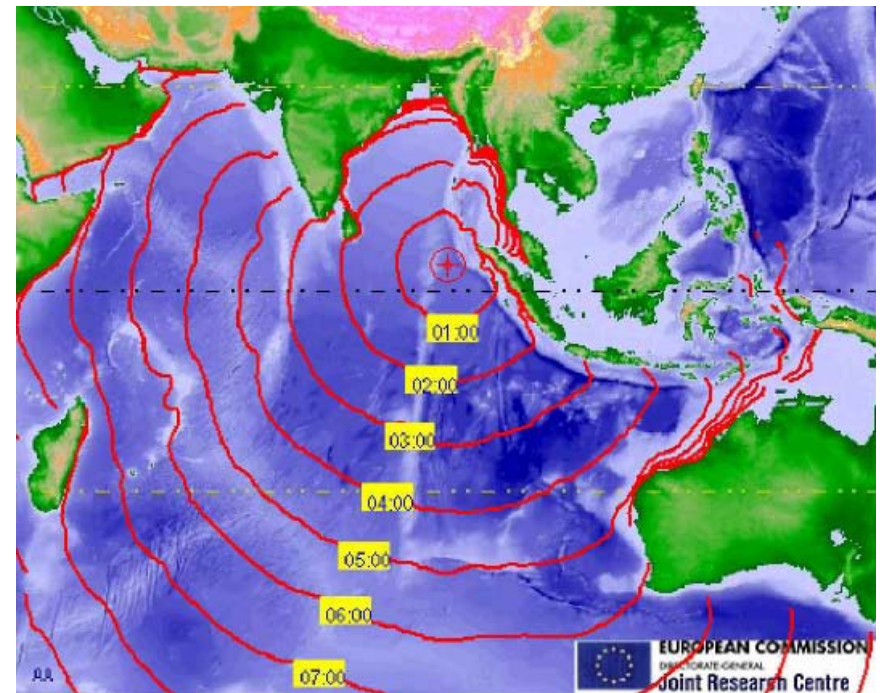 01:00
02:00
03:00
04:00
05:00
06:00
07:00
AA
EUROPEAN COMMISSION
DIRECTORATE-GENERAL
Joint Research Centre